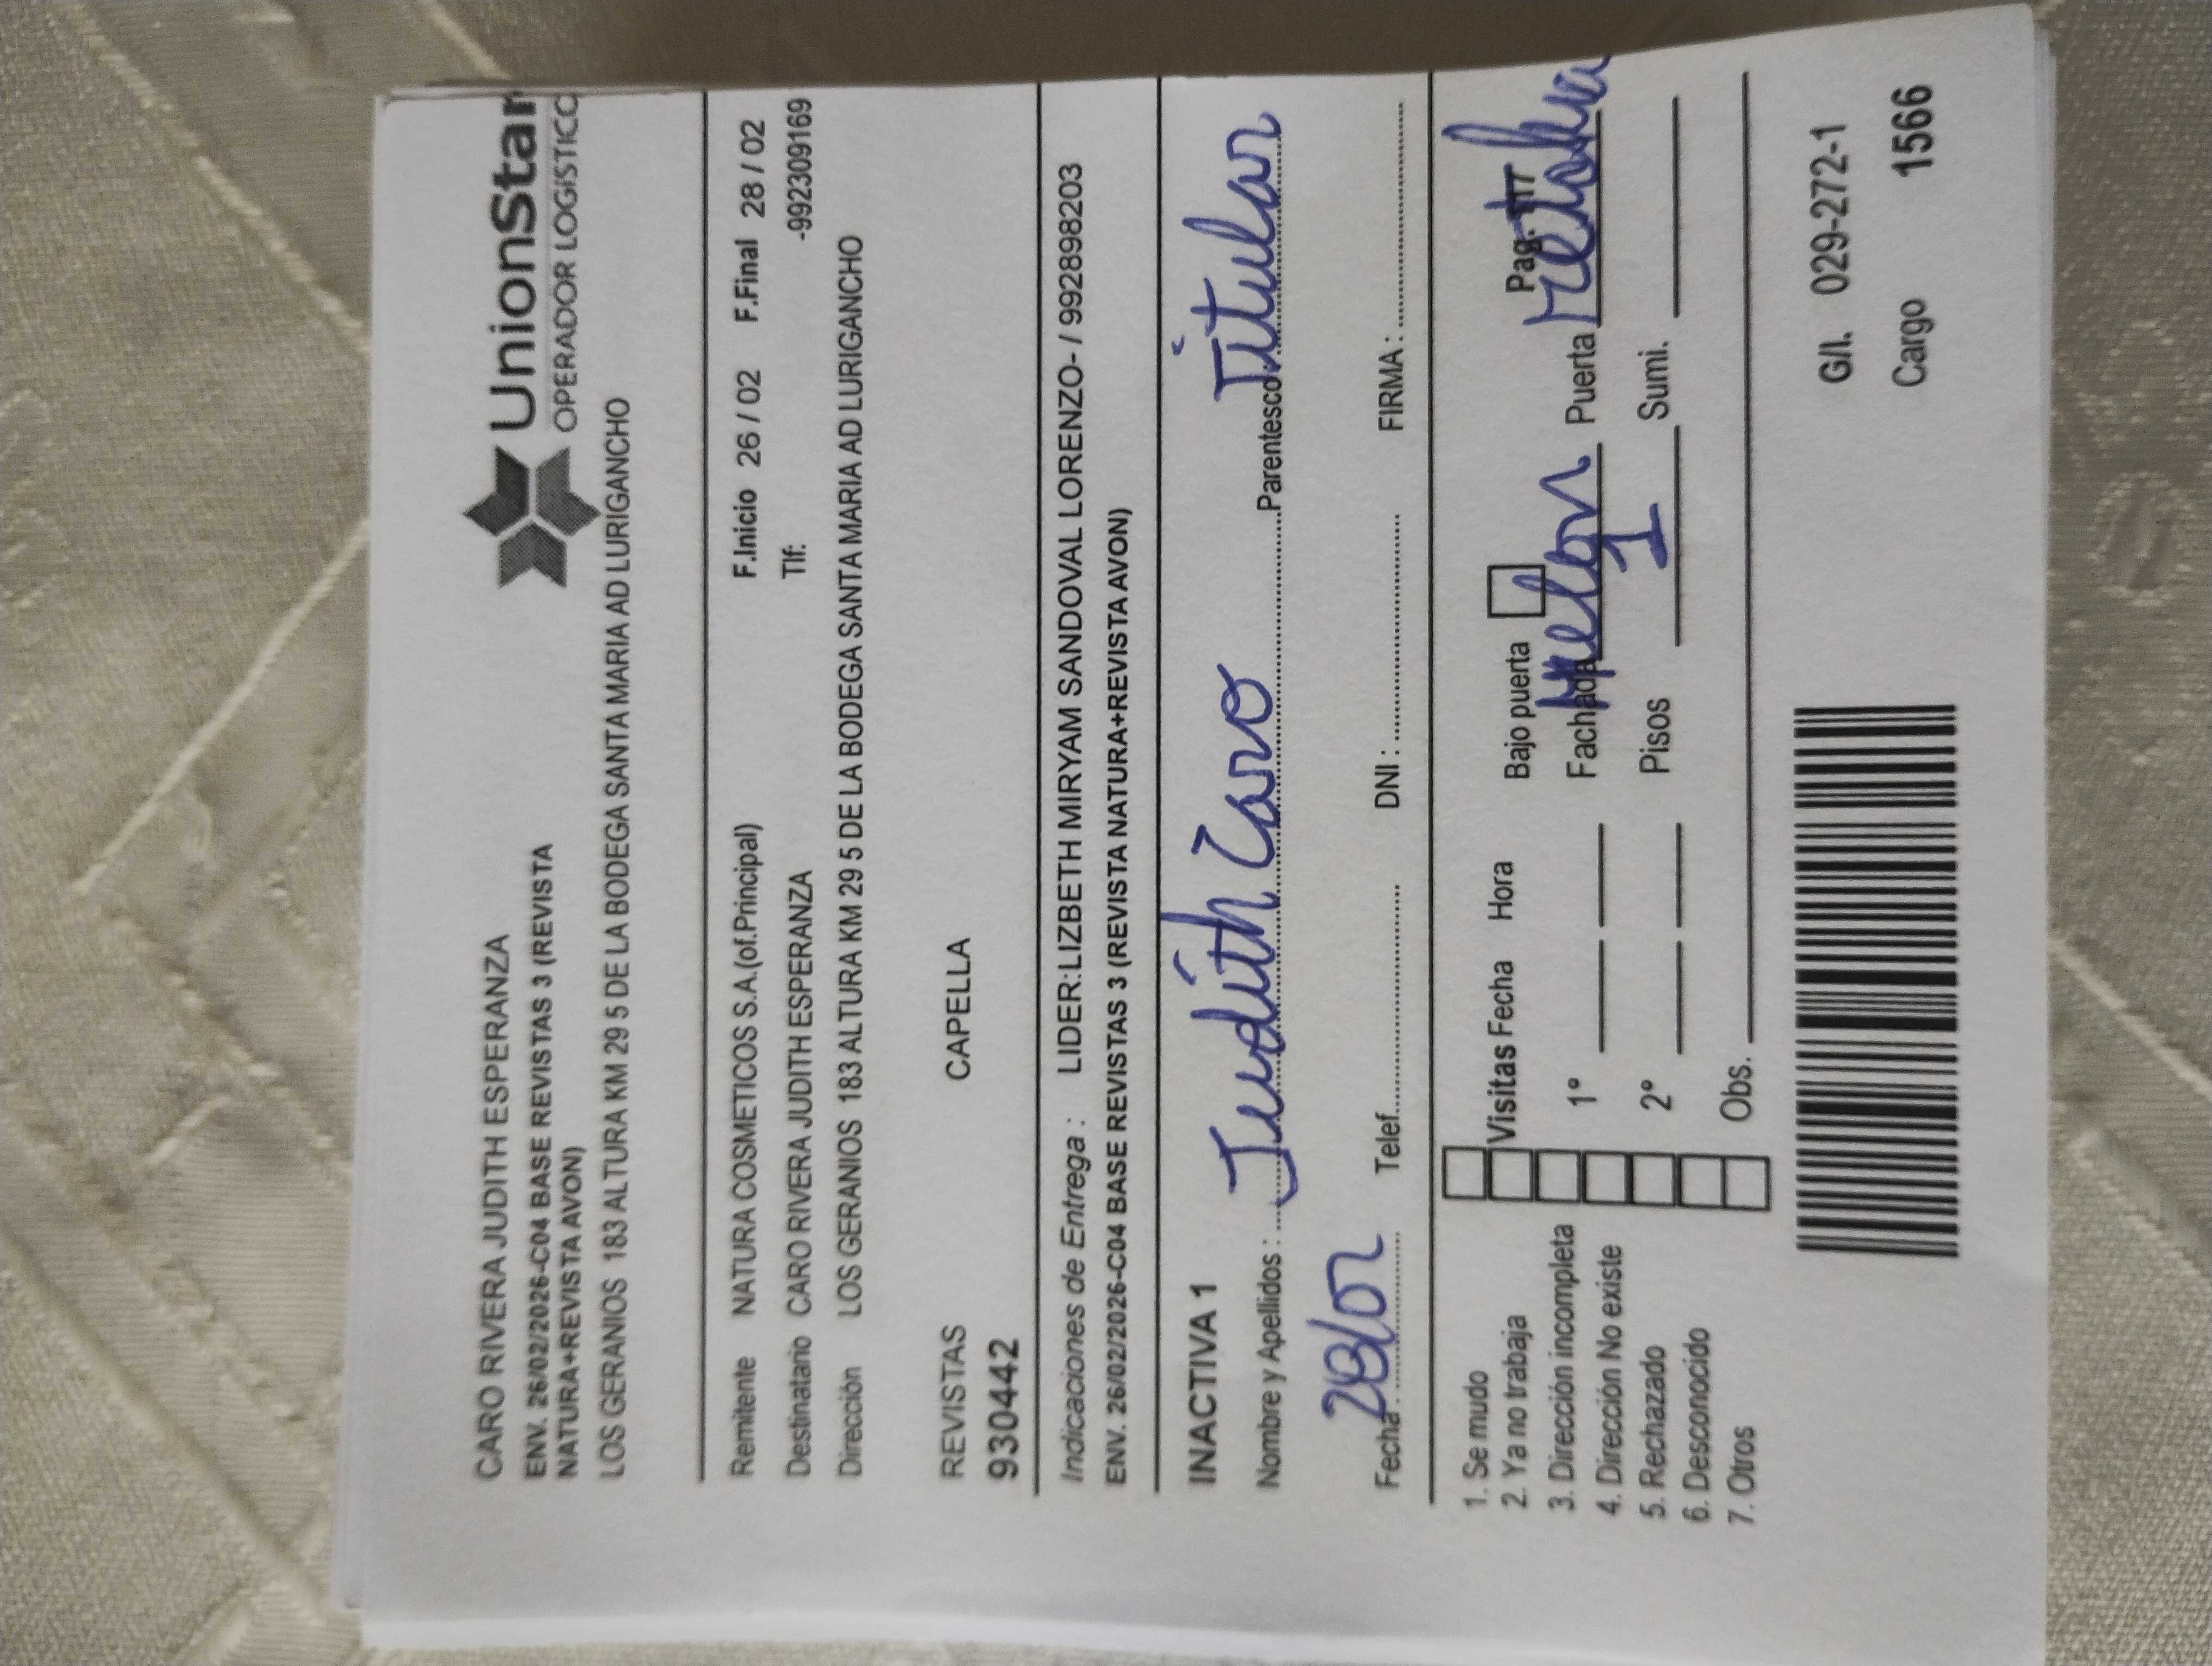 CARO RIVERA JUDITH ESPERANZA
ENV. 26/02/2026-C04 BASE REVISTAS 3 (REVISTA
NATURA+REVISTA AVON)
UnionStar
OPERADOR LOGISTICO
LOS GERANIOS 183 ALTURA KM 29 5 DE LA BODEGA SANTA MARIA AD LURIGANCHO
Remitente NATURA COSMETICOS S.A.(of.Principal) F.Inicio 26 / 02 F.Final 28 / 02
Destinatario CARO RIVERA JUDITH ESPERANZA Tlf: -992309169
Dirección LOS GERANIOS 183 ALTURA KM 29 5 DE LA BODEGA SANTA MARIA AD LURIGANCHO
REVISTAS CAPELLA
930442
Indicaciones de Entrega : LIDER:LIZBETH MIRYAM SANDOVAL LORENZO- / 992898203
ENV. 26/02/2026-C04 BASE REVISTAS 3 (REVISTA NATURA+REVISTA AVON)
INACTIVA 1
Nombre y Apellidos : Judith Caro Parentesco: Titular
Fecha Telef. DNI : FIRMA :
1. Se mudo
2. Ya no trabaja Visitas Fecha Hora Bajo puerta Pag.
3. Dirección incompleta 1° Fachada Melon Puerta
4. Dirección No existe
5. Rechazado 2° Pisos 1 Sumi.
6. Desconocido
7. Otros Obs.
G/I. 029-272-1
Cargo 1566